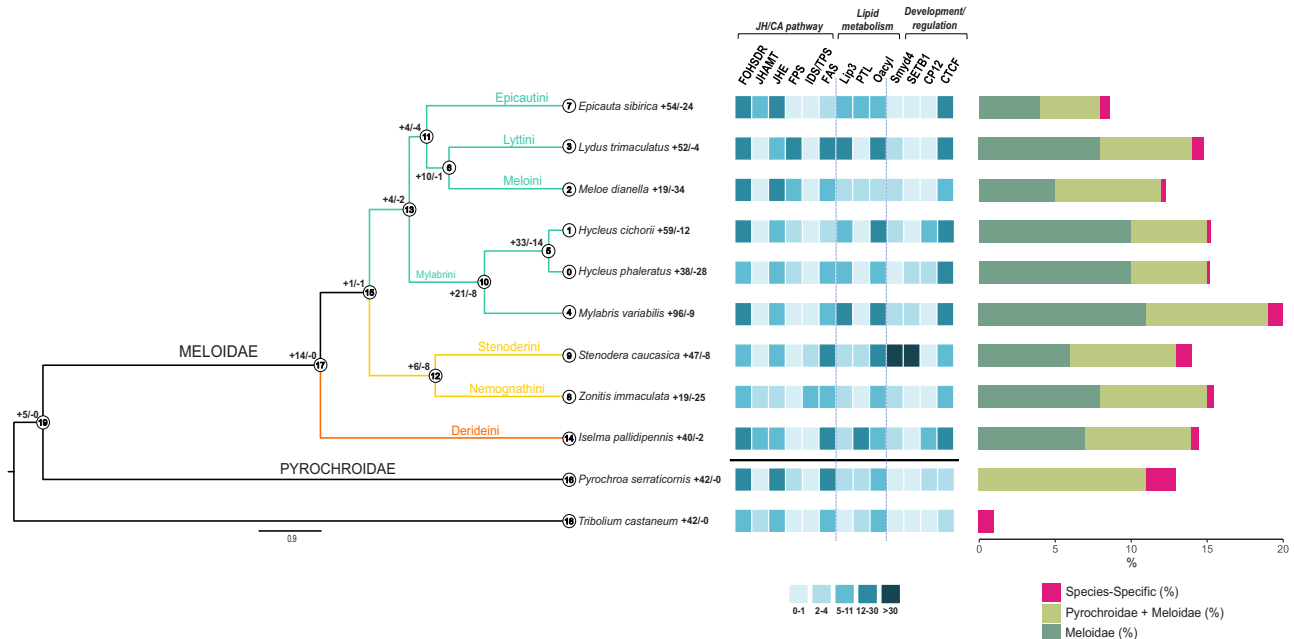 JH/CA pathway
Lipid
metabolism
Development/
regulation
FOHSDR
JHAMT
JHE
FPS
IDS/TPS
FAS
Lip3
PTL
Oacyl
Smyd4
SETB1
CP12
CTCF
Epicautini
7 Epicauta sibirica +54/-24
+4/-4
11
Lyttini
3 Lydus trimaculatus +52/-4
6
+10/-1
Meloini
2 Meloe dianella +19/-34
+4/-2
13
1 Hycleus cichorii +59/-12
+33/-14
5
Mylabrini
0 Hycleus phaleratus +38/-28
10
+21/-8
+1/-1
15
4 Mylabris variabilis +96/-9
MELOIDAE
Stenoderini
9 Stenodera caucasica +47/-8
+14/-0
17
+6/-8
12
Nemognathini
8 Zonitis immaculata +19/-25
+5/-0
19
Derideini
14 Iselma pallidipennis +40/-2
PYROCHROIDAE
16 Pyrochroa serraticornis +42/-0
18 Tribolium castaneum +42/-0
0.9
0 10 15 20
%
0-1 2-4 5-11 12-30 >30
Species-Specific (%)
Pyrochroidae + Meloidae (%)
Meloidae (%)